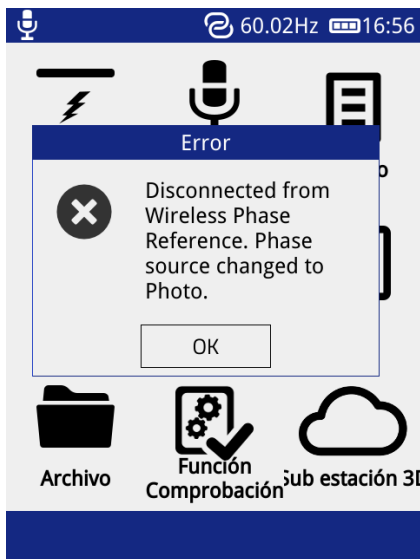 60.02Hz 16:56
Error
Disconnected from
Wireless Phase
Reference. Phase
source changed to
Photo.
OK
Archivo
Función
Comprobación
Sub estación 3D